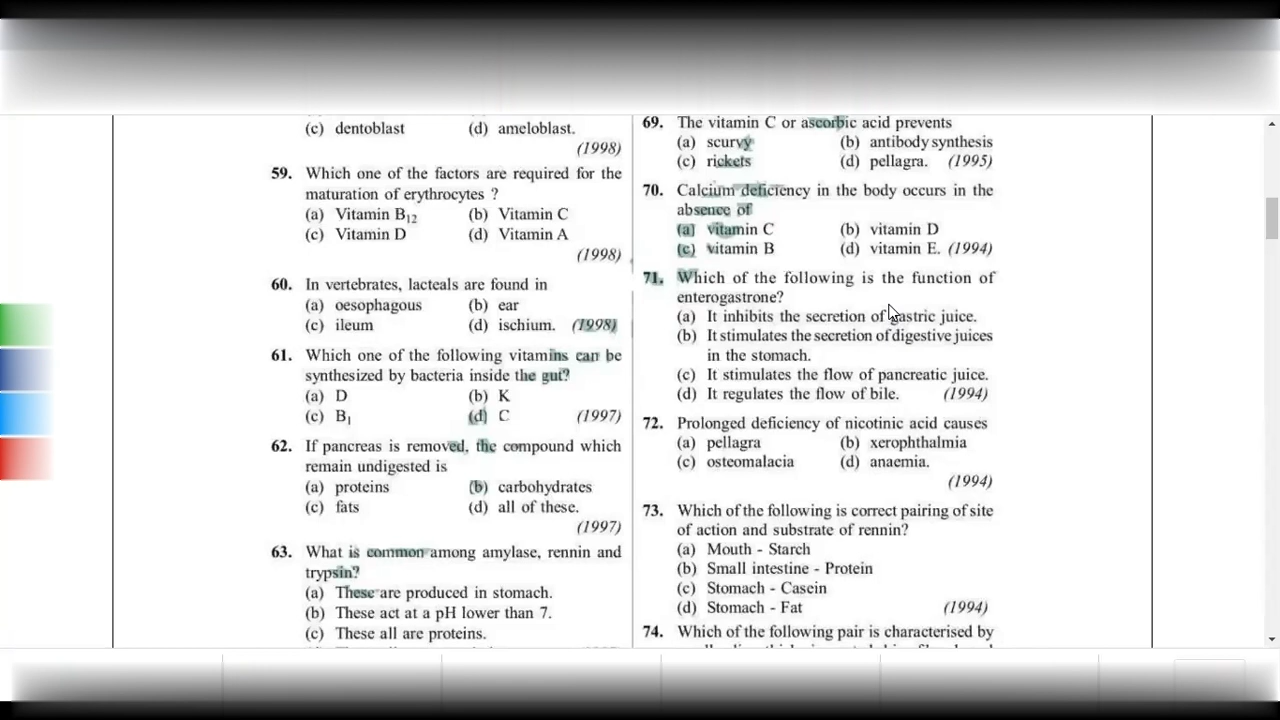 (c) dentoblast (d) ameloblast.
(1998)
59. Which one of the factors are required for the
maturation of erythrocytes ?
(a) Vitamin B12 (b) Vitamin C
(c) Vitamin D (d) Vitamin A
(1998)
60. In vertebrates, lacteals are found in
(a) oesophagous (b) ear
(c) ileum (d) ischium. (1998)
61. Which one of the following vitamins can be
synthesized by bacteria inside the gut?
(a) D (b) K
(c) B1 (d) C (1997)
62. If pancreas is removed, the compound which
remain undigested is
(a) proteins (b) carbohydrates
(c) fats (d) all of these.
(1997)
63. What is common among amylase, rennin and
trypsin?
(a) These are produced in stomach.
(b) These act at a pH lower than 7.
(c) These all are proteins.
69. The vitamin C or ascorbic acid prevents
(a) scurvy (b) antibody synthesis
(c) rickets (d) pellagra. (1995)
70. Calcium deficiency in the body occurs in the
absence of
(a) vitamin C (b) vitamin D
(c) vitamin B (d) vitamin E. (1994)
71. Which of the following is the function of
enterogastrone?
(a) It inhibits the secretion of gastric juice.
(b) It stimulates the secretion of digestive juices
in the stomach.
(c) It stimulates the flow of pancreatic juice.
(d) It regulates the flow of bile. (1994)
72. Prolonged deficiency of nicotinic acid causes
(a) pellagra (b) xerophthalmia
(c) osteomalacia (d) anaemia.
(1994)
73. Which of the following is correct pairing of site
of action and substrate of rennin?
(a) Mouth - Starch
(b) Small intestine - Protein
(c) Stomach - Casein
(d) Stomach - Fat (1994)
74. Which of the following pair is characterised by